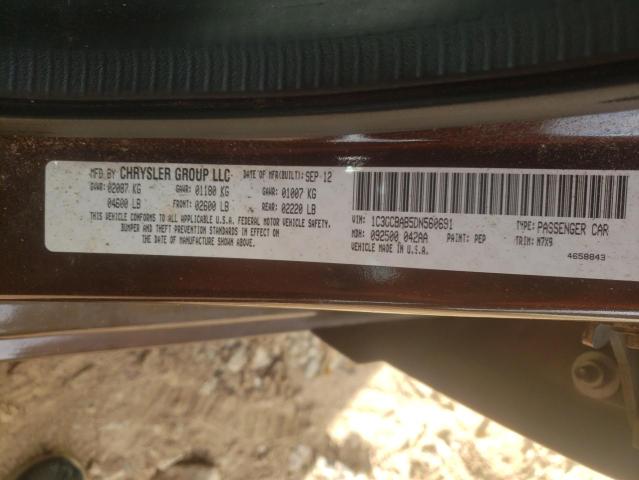 MFD BY CHRYSLER GROUP LLC DATE OF MFR(BUILT): SEP-12
GVWR: 02087 KG GAWR: 01180 KG GAWR: 01007 KG
04600 LB FRONT: 02600 LB REAR: 02220 LB
THIS VEHICLE CONFORMS TO ALL APPLICABLE U.S.A. FEDERAL MOTOR VEHICLE SAFETY,
BUMPER AND THEFT PREVENTION STANDARDS IN EFFECT ON
THE DATE OF MANUFACTURE SHOWN ABOVE.
VIN: 1C3GCBAB5DN560691 TYPE: PASSENGER CAR
MDH: 092500 042AA PAINT: PEP TRIM: N7X9
VEHICLE MADE IN U.S.A. 4658843